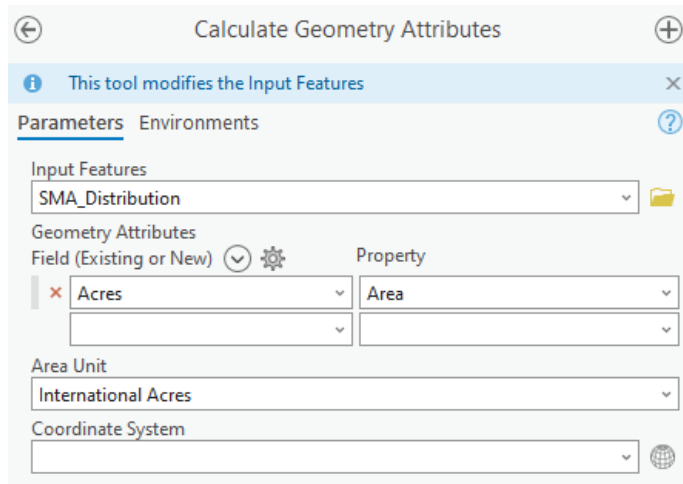 Calculate Geometry Attributes
This tool modifies the Input Features
Parameters Environments
Input Features
SMA_Distribution
Geometry Attributes
Field (Existing or New) Property
Acres Area
Area Unit
International Acres
Coordinate System